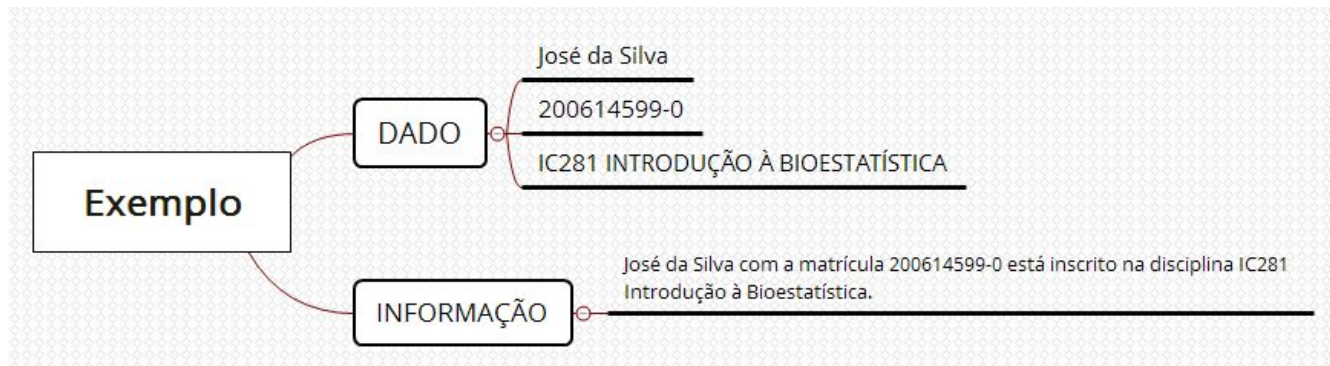 José da Silva
200614599-0
DADO
IC281 INTRODUÇÃO À BIOESTATÍSTICA
Exemplo
José da Silva com a matrícula 200614599-0 está inscrito na disciplina IC281
Introdução à Bioestatística.
INFORMAÇÃO